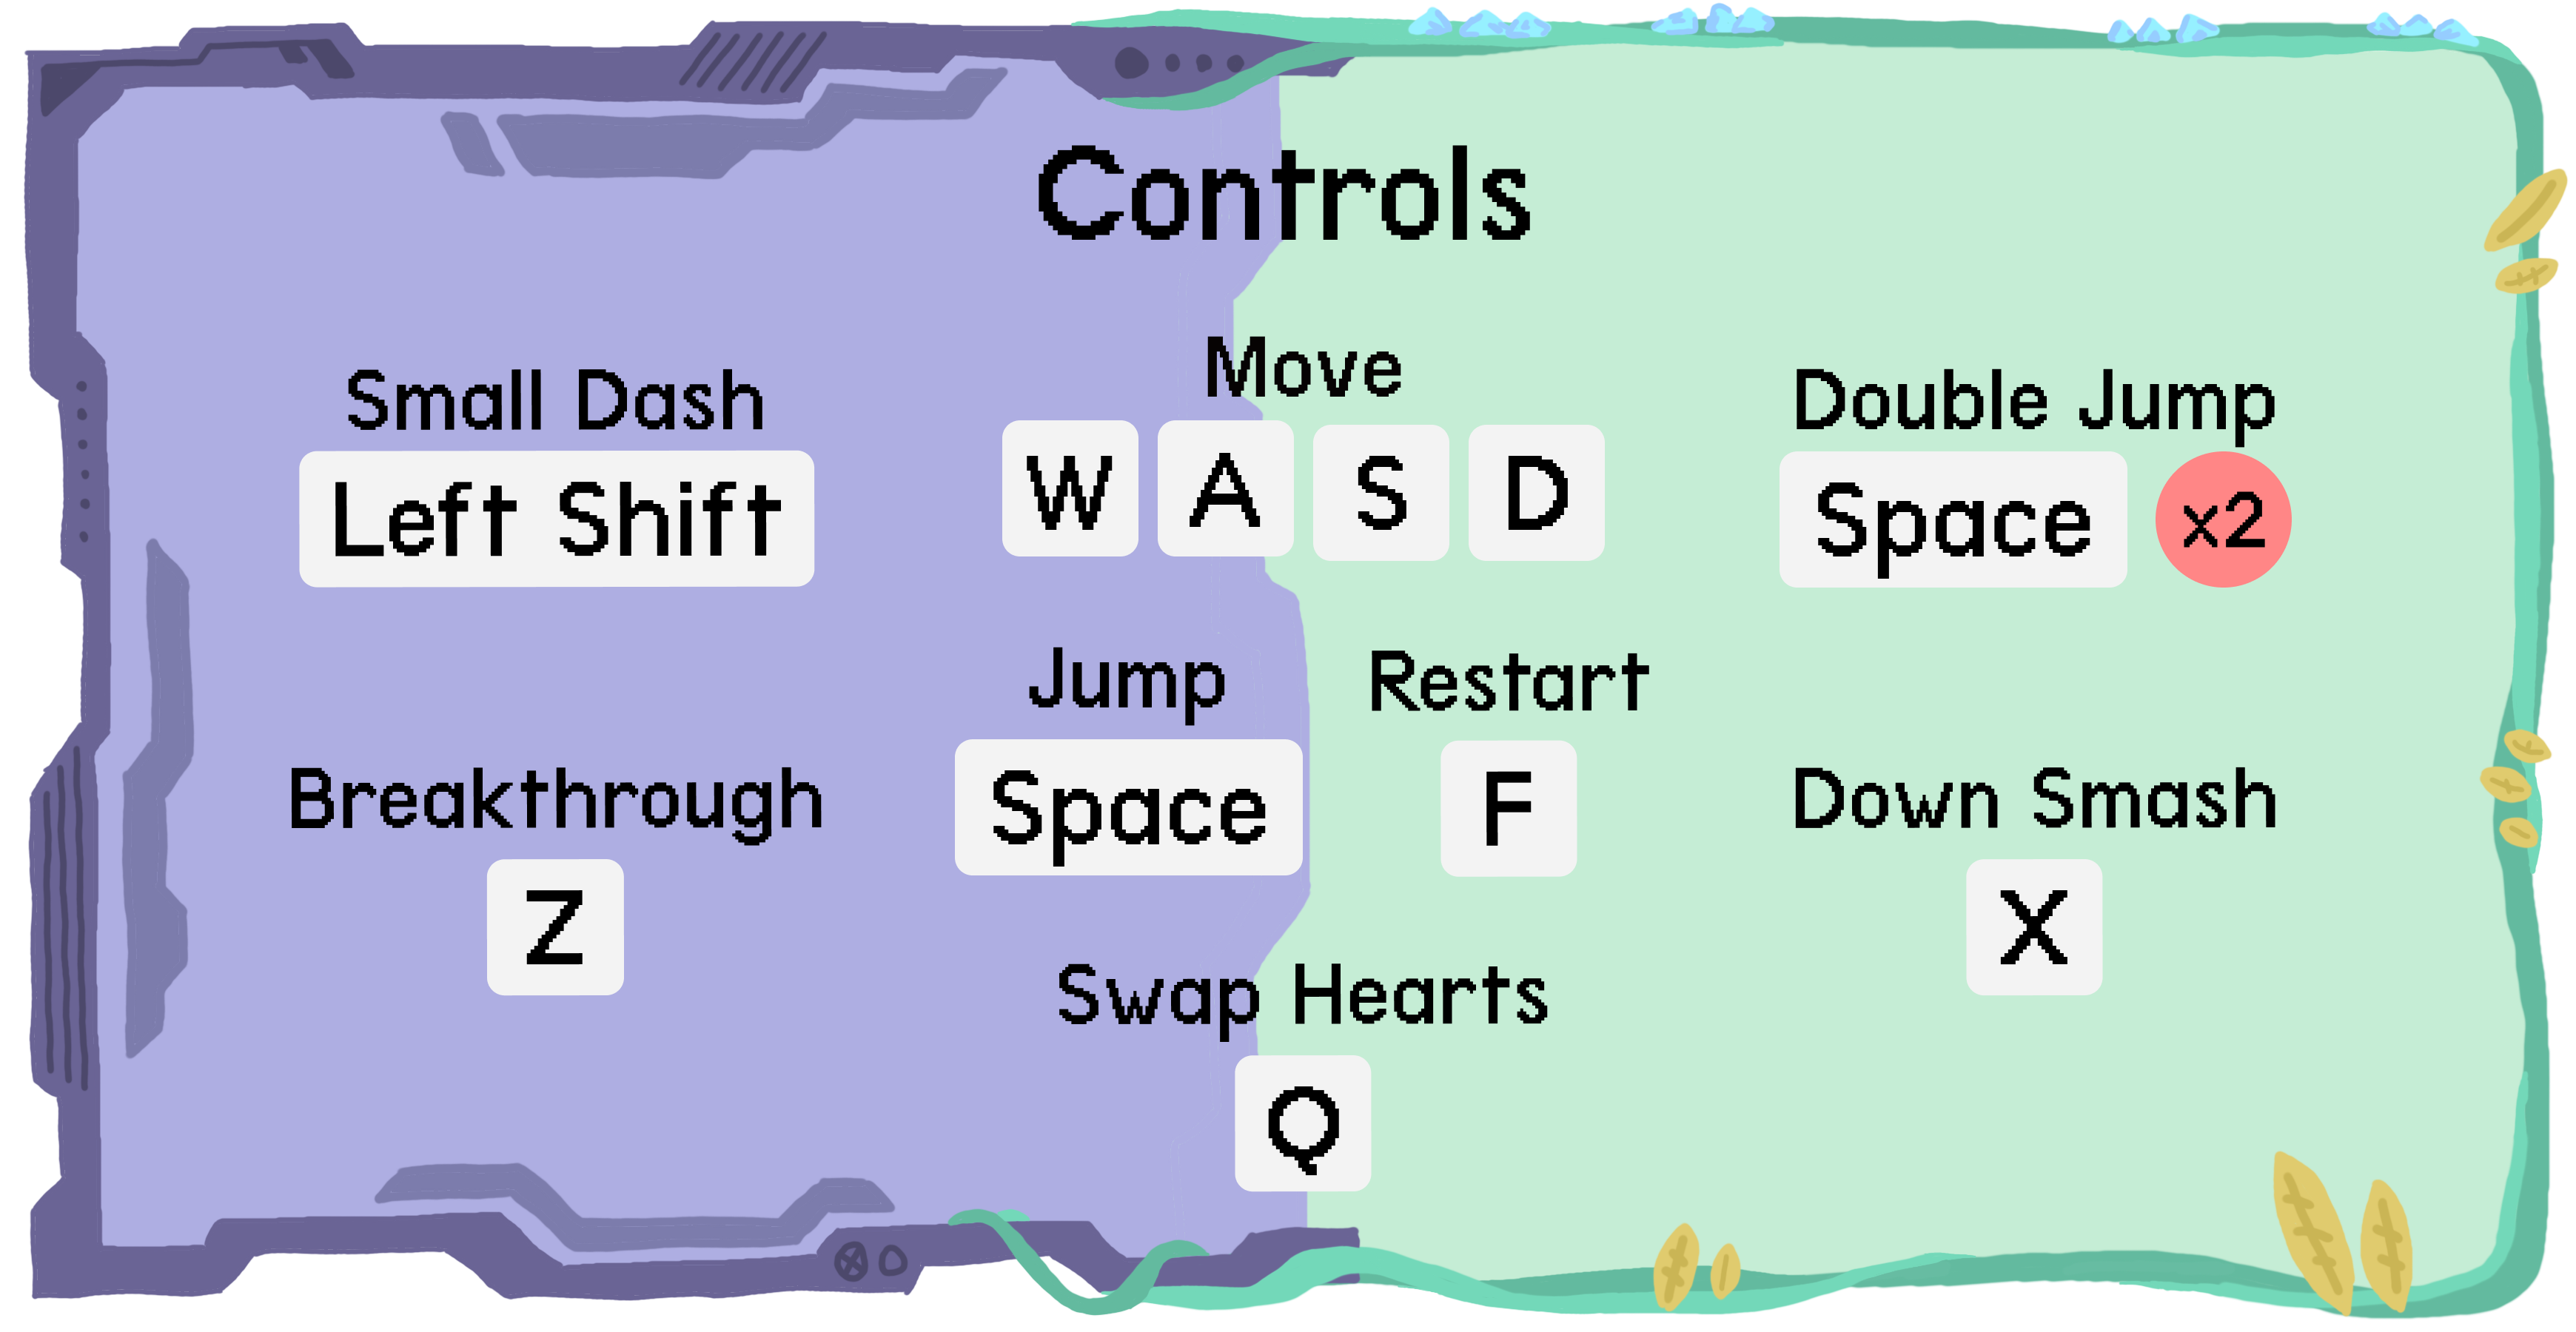 Controls
Small Dash
Left Shift
Move
W A S D
Double Jump
Space x2
Jump
Space
Restart
F
Breakthrough
Z
Down Smash
X
Swap Hearts
Q